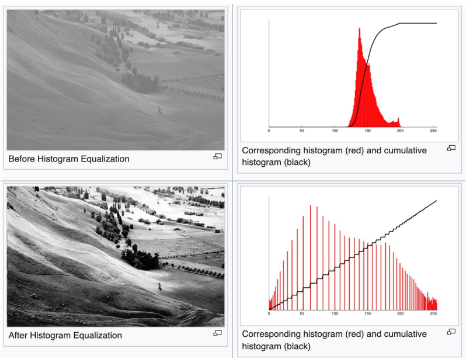 0 50 100 150 200 250
Before Histogram Equalization
Corresponding histogram (red) and cumulative
histogram (black)
0 50 100 150 200 250
After Histogram Equalization
Corresponding histogram (red) and cumulative
histogram (black)